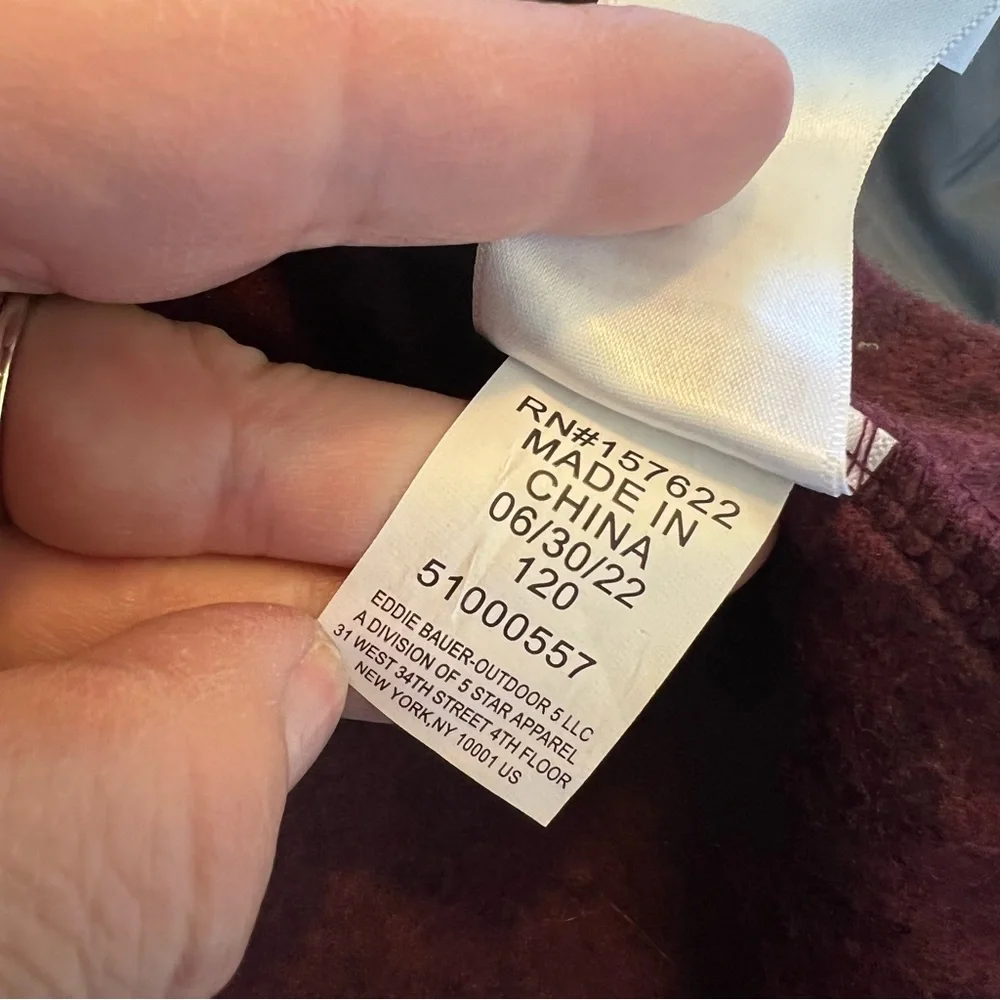 RN#157622
MADE IN
CHINA
06/30/22
120
51000557
EDDIE BAUER-OUTDOOR 5 LLC
A DIVISION OF 5 STAR APPAREL
31 WEST 34TH STREET 4TH FLOOR
NEW YORK,NY 10001 US